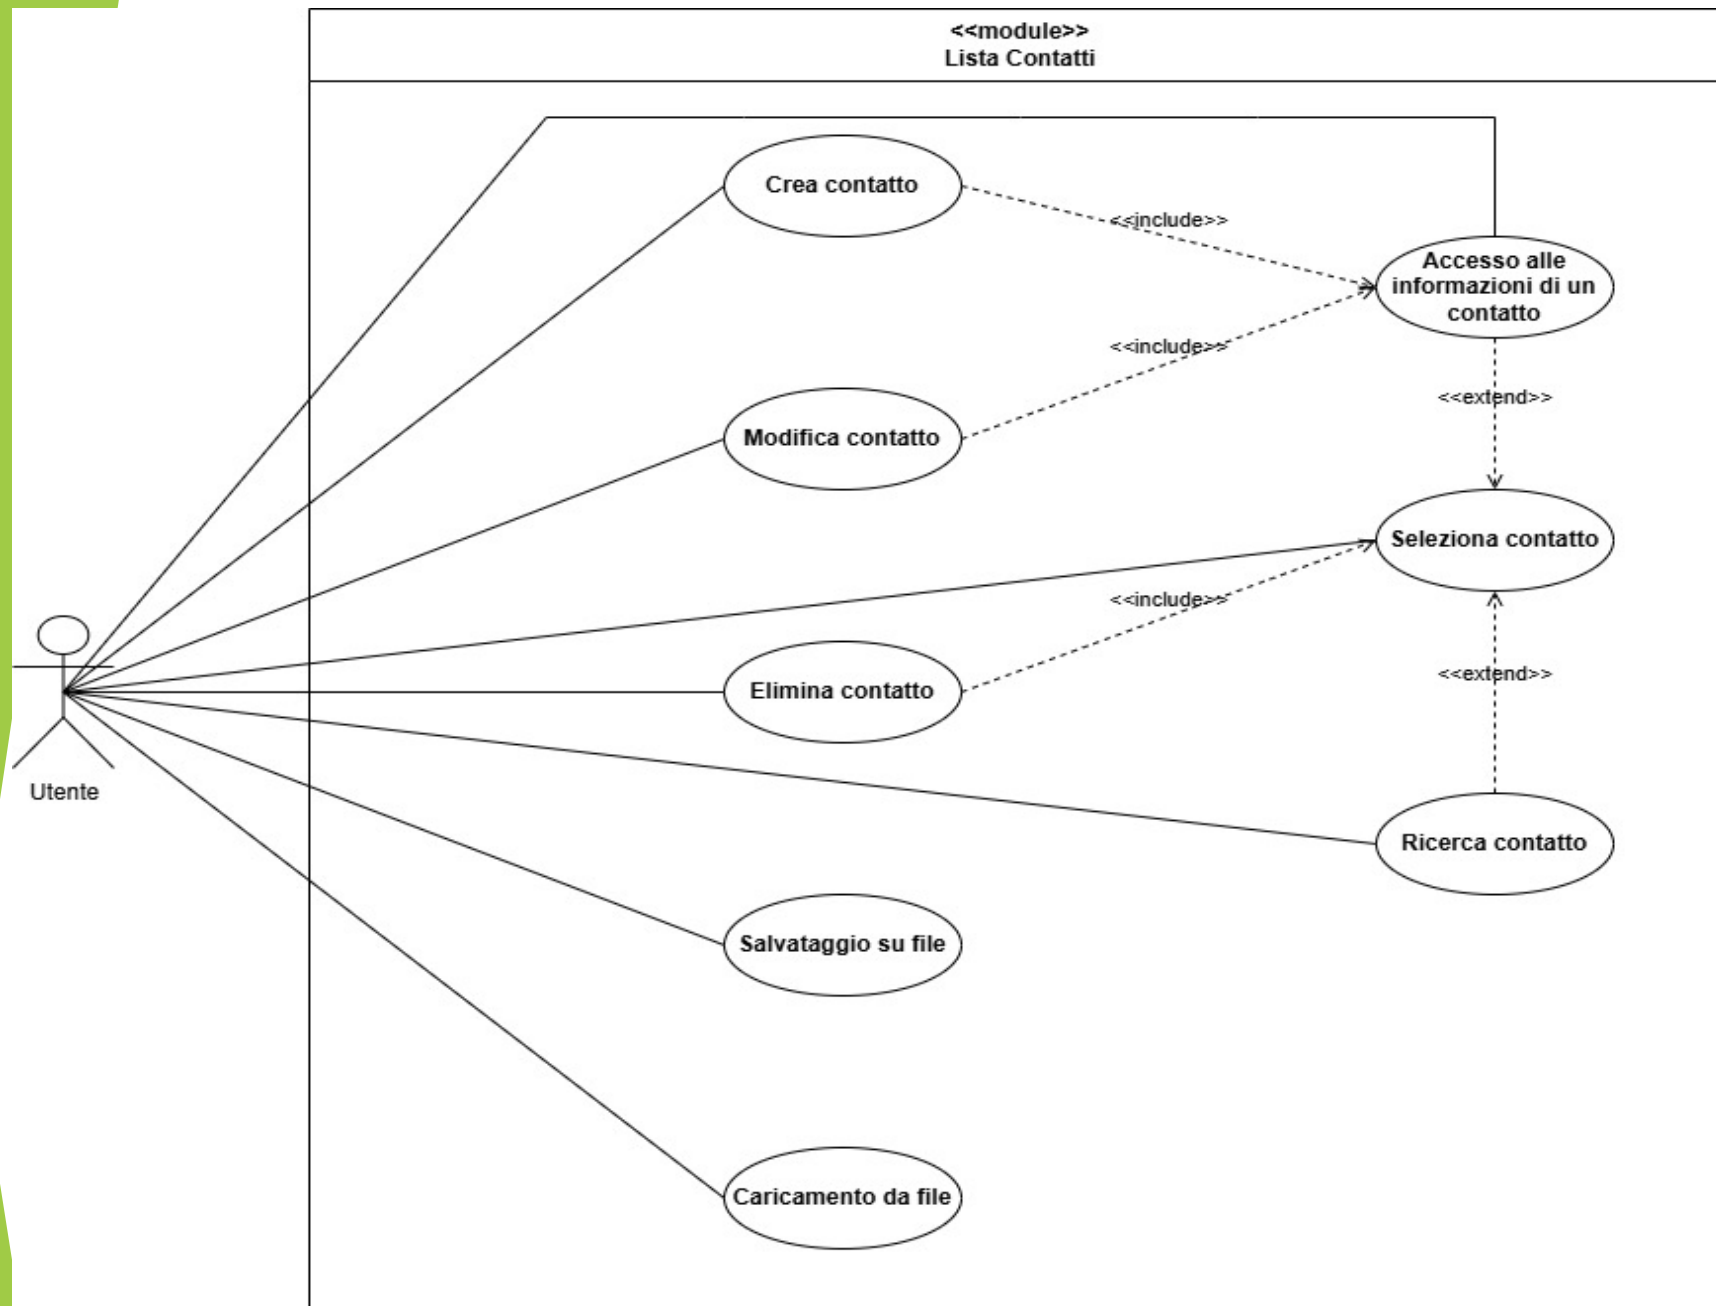 <<module>>
Lista Contatti
Crea contatto
<<include>>
Accesso alle
informazioni di un
contatto
<<include>>
<<extend>>
Modifica contatto
Seleziona contatto
<<include>>
<<extend>>
Elimina contatto
Utente
Ricerca contatto
Salvataggio su file
Caricamento da file